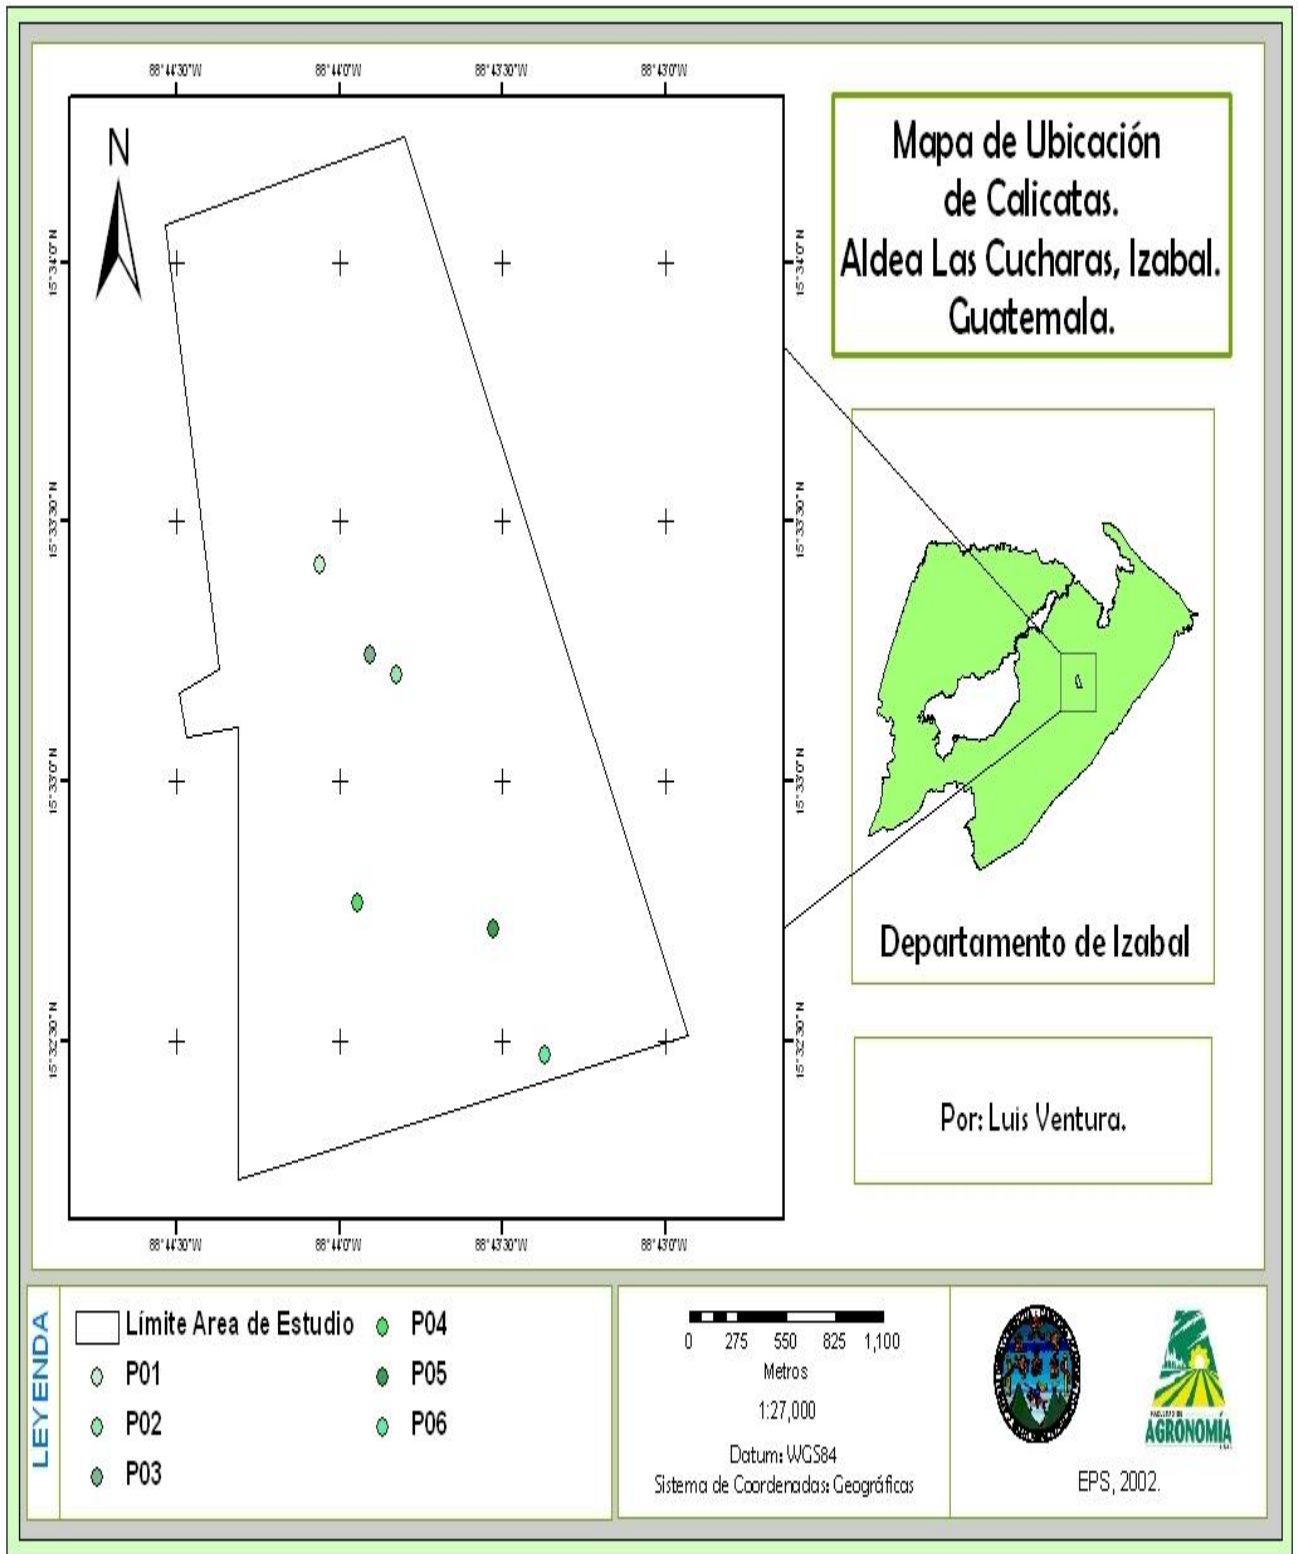 88°44'30"W 88°44'0"W 88°43'30"W 88°43'0"W
N
15°34'0"N
15°34'0"N
15°33'30"N
15°33'30"N
15°33'0"N
15°33'0"N
15°32'30"N
15°32'30"N
88°44'30"W 88°44'0"W 88°43'30"W 88°43'0"W
Mapa de Ubicación
de Calicatas.
Aldea Las Cucharas, Izabal.
Guatemala.
Departamento de Izabal
Por: Luis Ventura.
LEYENDA
Límite Area de Estudio
P01
P02
P03
P04
P05
P06
0 275 550 825 1,100
Metros
1:27,000
Datum: WGS84
Sistema de Coordenadas: Geográficas
FACULTAD DE
AGRONOMÍA
EPS, 2002.